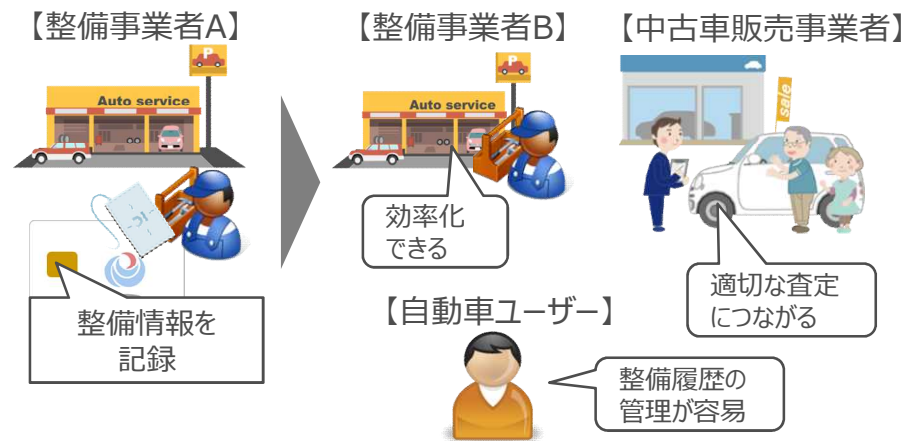 【整備事業者A】
P
Auto service
整備情報を
記録
【整備事業者B】
P
Auto service
効率化
できる
【中古車販売事業者】
sale
適切な査定
につながる
【自動車ユーザー】
整備履歴の
管理が容易